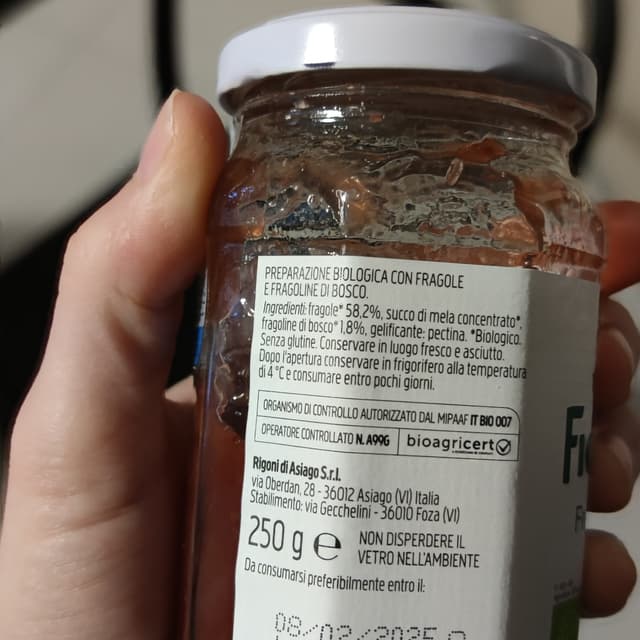 PREPARAZIONE BIOLOGICA CON FRAGOLE
E FRAGOLINE DI BOSCO.
Ingredienti: fragole* 58,2%, succo di mela concentrato*,
fragoline di bosco* 1,8%, gelificante: pectina. *Biologico.
Senza glutine. Conservare in luogo fresco e asciutto.
Dopo l'apertura conservare in frigorifero alla temperatura
di 4 °C e consumare entro pochi giorni.
ORGANISMO DI CONTROLLO AUTORIZZATO DAL MIPAAF IT BIO 007
OPERATORE CONTROLLATO N. A99G
bioagricert
Rigoni di Asiago S.r.l.
via Oberdan, 28 - 36012 Asiago (VI) Italia
Stabilimento: via Gecchelini - 36010 Foza (VI)
250 g e
NON DISPERDERE IL
VETRO NELL'AMBIENTE
Da consumarsi preferibilmente entro il: